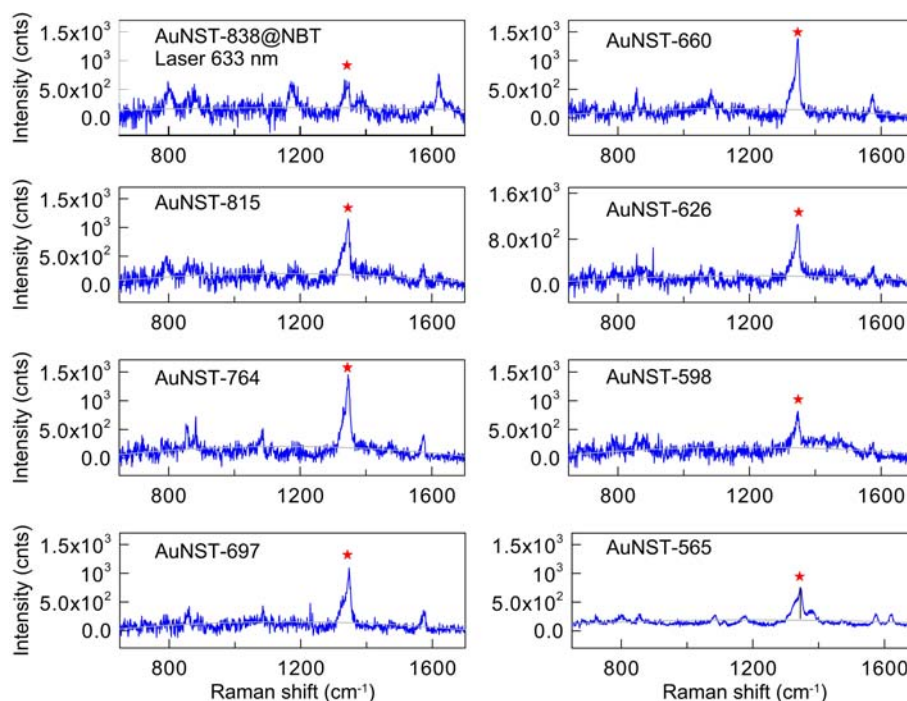 Intensity (cnts)
1.5x10³
10³
5.0x10²
0.0
AuNST-838@NBT
Laser 633 nm
800
1200
1600
1.5x10³
10³
5.0x10²
0.0
AuNST-660
800
1200
1600
Intensity (cnts)
1.5x10³
10³
5.0x10²
0.0
AuNST-815
800
1200
1600
1.6x10³
8.0x10²
0.0
AuNST-626
800
1200
1600
Intensity (cnts)
1.5x10³
10³
5.0x10²
0.0
AuNST-764
800
1200
1600
1.5x10³
10³
5.0x10²
0.0
AuNST-598
800
1200
1600
Intensity (cnts)
1.5x10³
10³
5.0x10²
0.0
AuNST-697
800
1200
1600
Raman shift (cm⁻¹)
1.5x10³
10³
5.0x10²
0.0
AuNST-565
800
1200
1600
Raman shift (cm⁻¹)